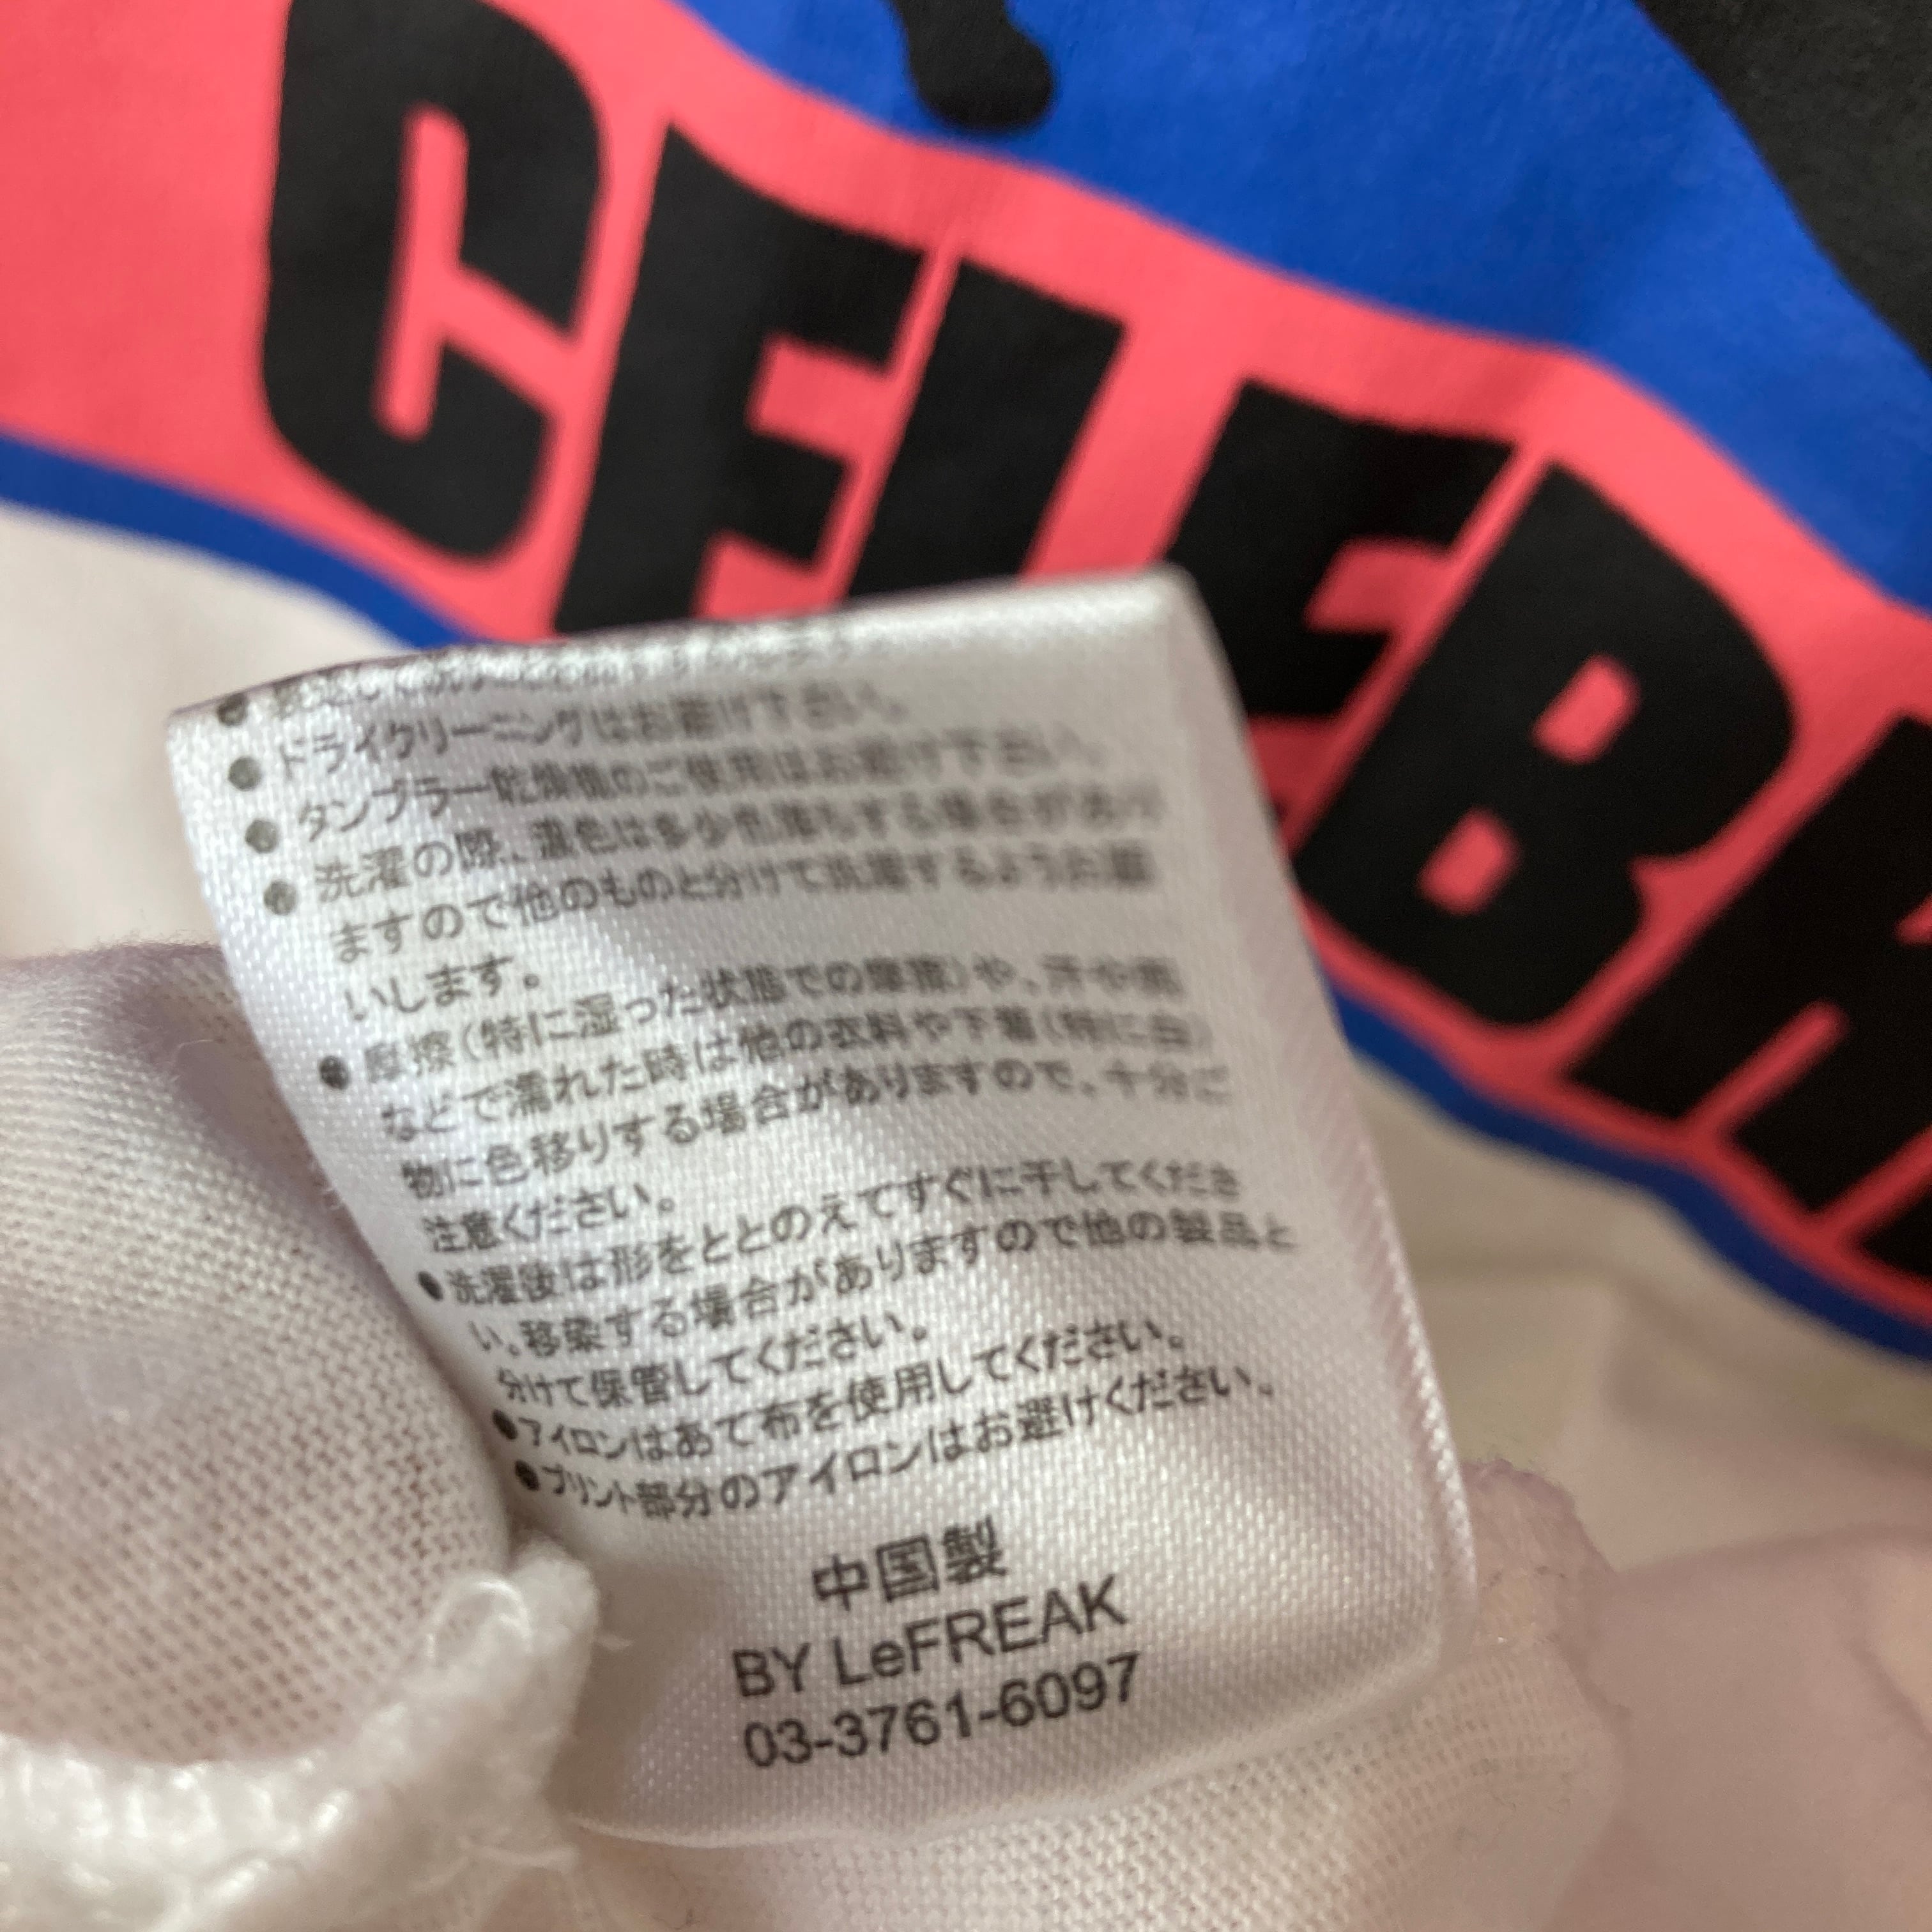 CELEBR
●ドライクリーニングはお避け下さい。
●タンブラー乾燥機のご使用はお避け下さい。
●洗濯の際、濃色は多少色落ちする場合があり
ますので他のものと分けて洗濯するようお願
いします。
●摩擦(特に湿った状態での摩擦)や、汗や雨
などで濡れた時は他の衣料や下着(特に白)
物に色移りする場合がありますので、十分ご
注意ください。
●洗濯後は形をととのえてすぐに干してくださ
い。移染する場合がありますので他の製品と
分けて保管してください。
●アイロンはあて布を使用してください。
●プリント部分のアイロンはお避けください。
中国製
BY LeFREAK
03-3761-6097